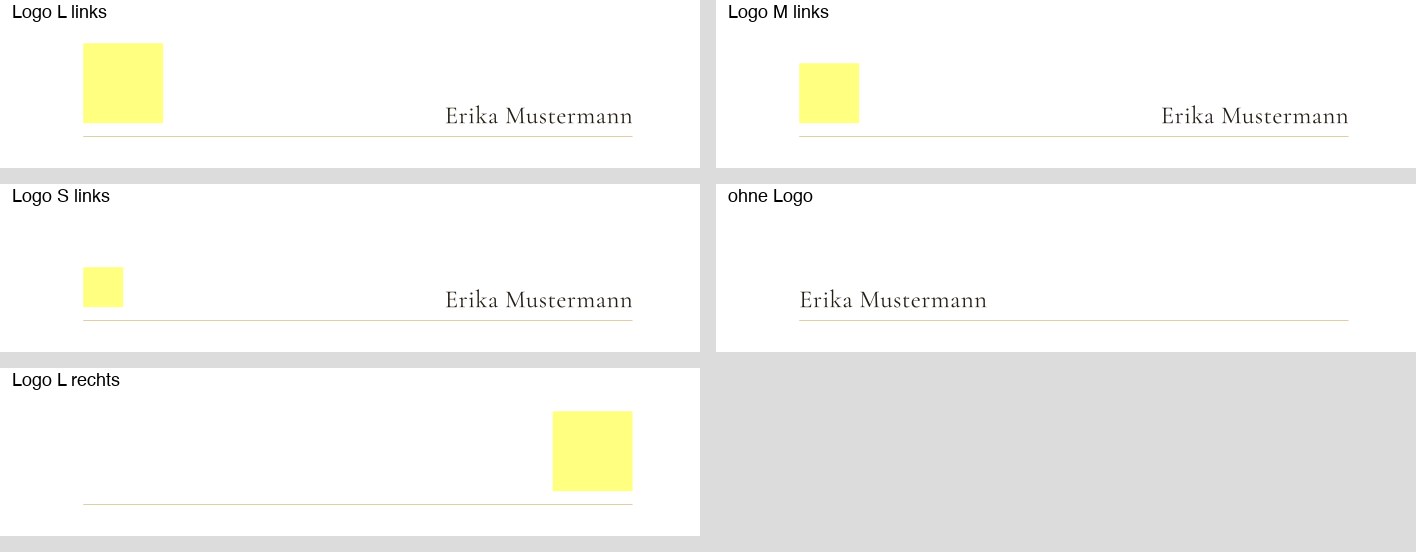 Logo L links
Erika Mustermann
Logo M links
Erika Mustermann
Logo S links
Erika Mustermann
ohne Logo
Erika Mustermann
Logo L rechts